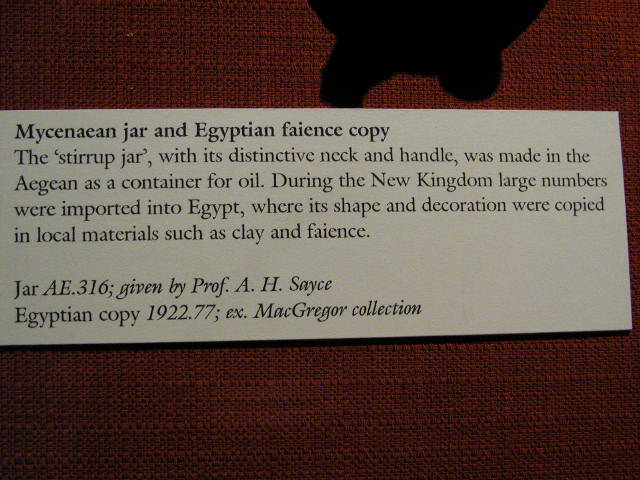 Mycenaean jar and Egyptian faience copy
The ‘stirrup jar’, with its distinctive neck and handle, was made in the
Aegean as a container for oil. During the New Kingdom large numbers
were imported into Egypt, where its shape and decoration were copied
in local materials such as clay and faience.
Jar AE.316; given by Prof. A. H. Sayce
Egyptian copy 1922.77; ex. MacGregor collection